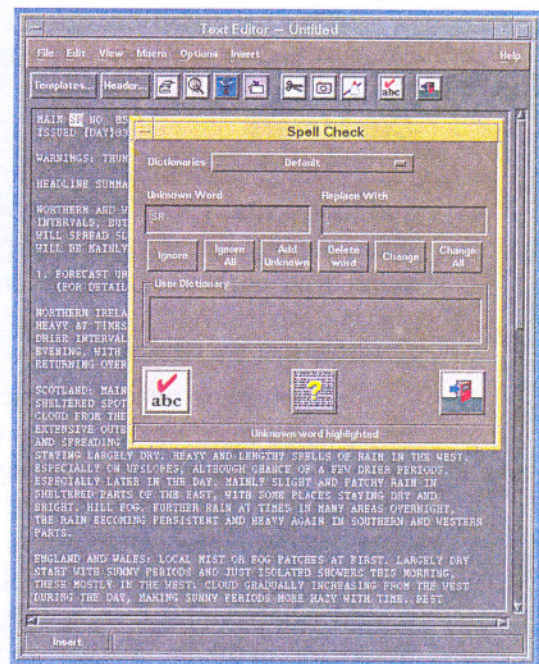 Text Editor – Untitled
File Edit View Macro Options Insert Help
Templates... Header... abc
MAIN SR NO 85
ISSUED (DAY)03
WARNINGS: THUN
HEADLINE SUMMA
NORTHERN AND W
INTERVALS, BUT
WILL SPREAD SL
WILL BE MAINLY
1. FORECAST UN
(FOR DETAIL
NORTHERN IRELA
HEAVY AT TIMES
DRIER INTERVAL
EVENING, WITH
RETURNING OVER
SCOTLAND: MAIN
SHELTERED SPOT
CLOUD FROM THE
EXTENSIVE OUTB
AND SPREADING
Spell Check
Dictionaries Default
Unknown Word Replace With
SR
Ignore Ignore All Add Unknown Delete word Change Change All
User Dictionary
abc ?
Unknown word highlighted
STAYING LARGELY DRY. HEAVY AND LENGTHY SPELLS OF RAIN IN THE WEST,
ESPECIALLY ON UPSLOPES, ALTHOUGH CHANCE OF A FEW DRIER PERIODS,
ESPECIALLY LATER IN THE DAY. MAINLY SLIGHT AND PATCHY RAIN IN
SHELTERED PARTS OF THE EAST, WITH SOME PLACES STAYING DRY AND
BRIGHT. HILL FOG. FURTHER RAIN AT TIMES IN MANY AREAS OVERNIGHT,
THE RAIN BECOMING PERSISTENT AND HEAVY AGAIN IN SOUTHERN AND WESTERN
PARTS.
ENGLAND AND WALES: LOCAL MIST OR FOG PATCHES AT FIRST. LARGELY DRY
START WITH SUNNY PERIODS AND JUST ISOLATED SHOWERS THIS MORNING,
THESE MOSTLY IN THE WEST. CLOUD GRADUALLY INCREASING FROM THE WEST
DURING THE DAY, MAKING SUNNY PERIODS MORE HAZY WITH TIME. BEST
Insert